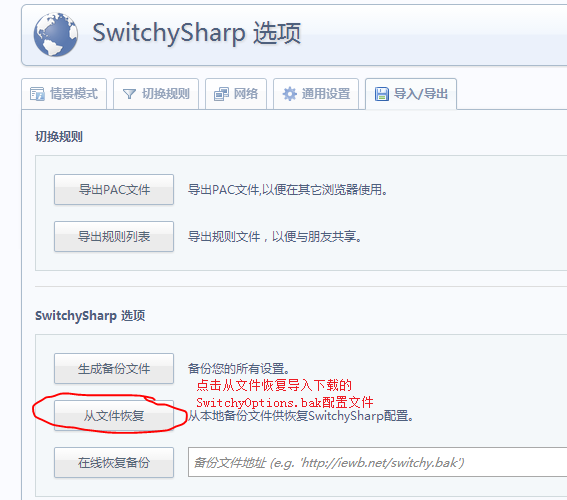 SwitchySharp 选项
情景模式 切换规则 网络 通用设置 导入/导出
切换规则
导出PAC文件 导出PAC文件,以便在其它浏览器使用。
导出规则列表 导出规则文件，以便与朋友共享。
SwitchySharp 选项
生成备份文件 备份您的所有设置。
点击从文件恢复导入下载的
SwitchyOptions.bak配置文件
从文件恢复 从本地备份文件供恢复SwitchySharp配置。
在线恢复备份 备份文件地址 (e.g. 'http://iewb.net/switchy.bak')